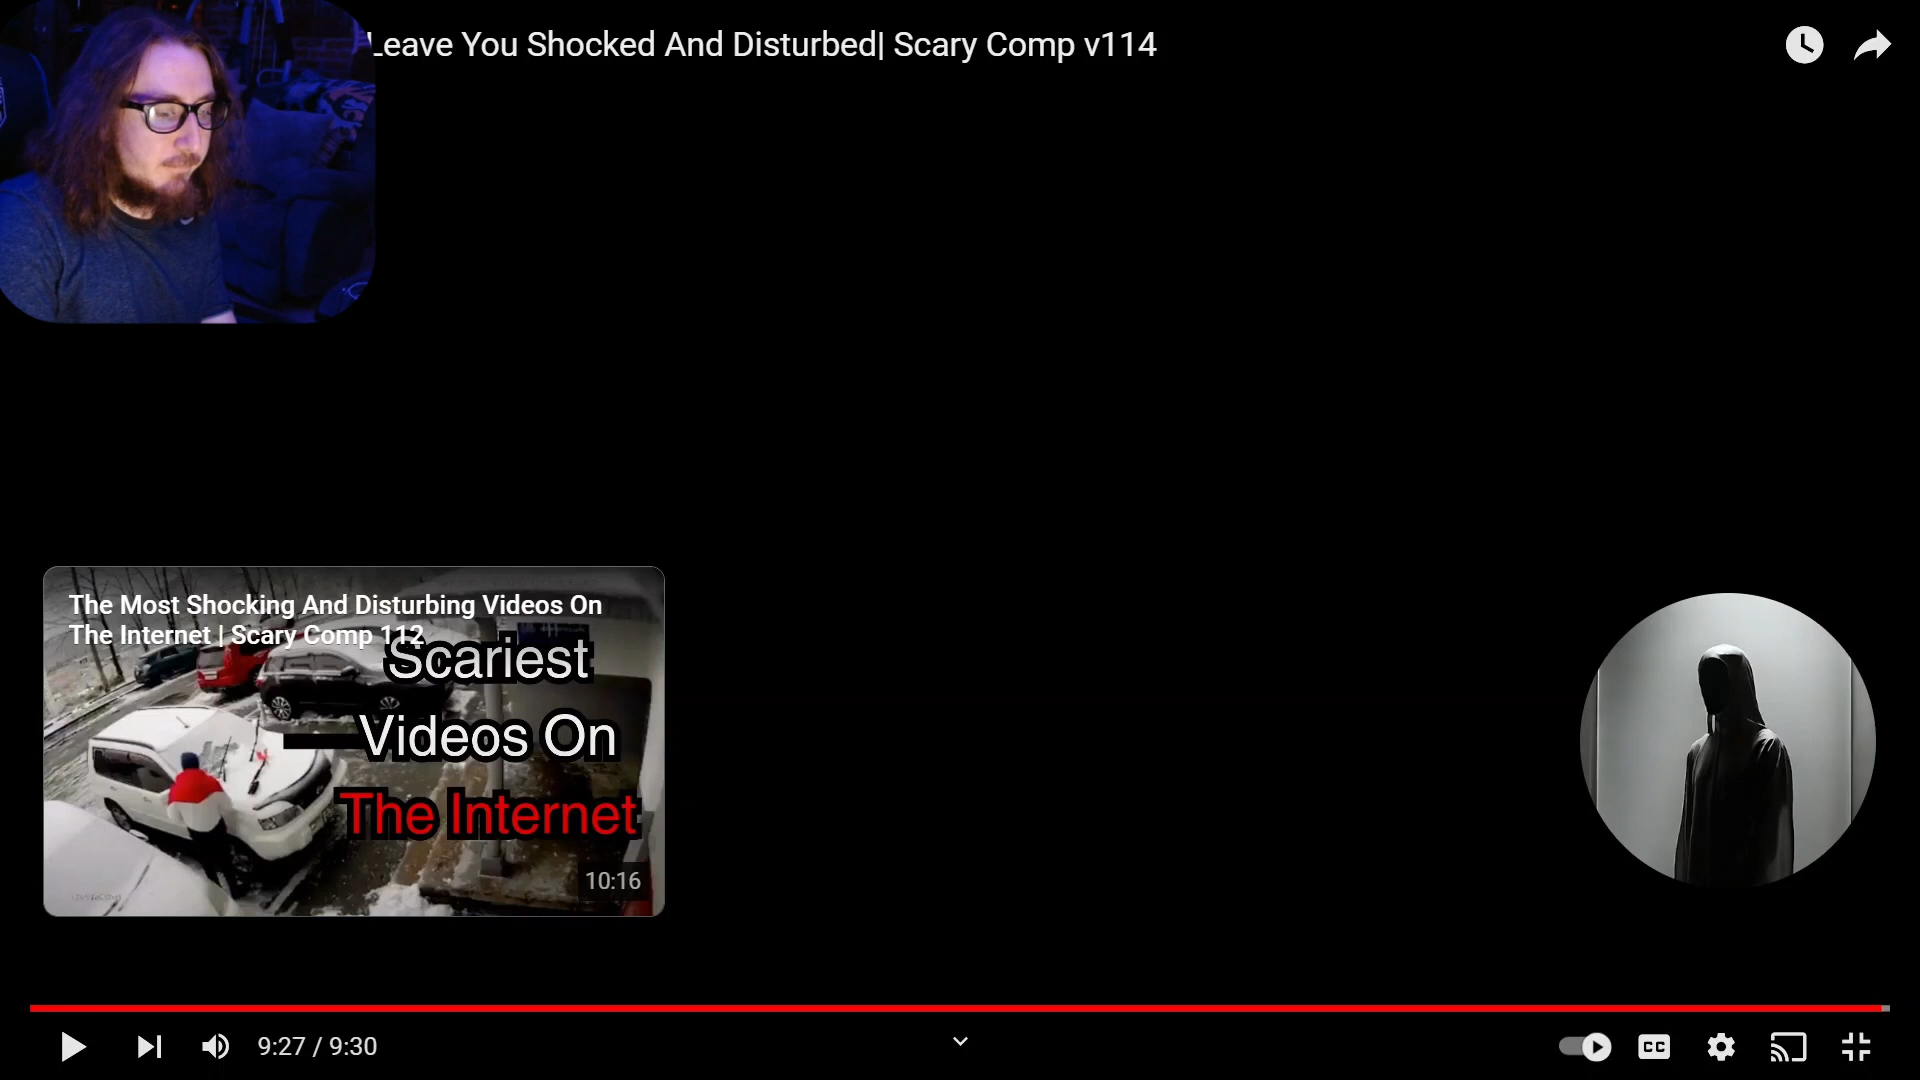 Leave You Shocked And Disturbed| Scary Comp v114
The Most Shocking And Disturbing Videos On
The Internet | Scary Comp 112
Scariest
Videos On
The Internet
10:16
9:27 / 9:30
CC